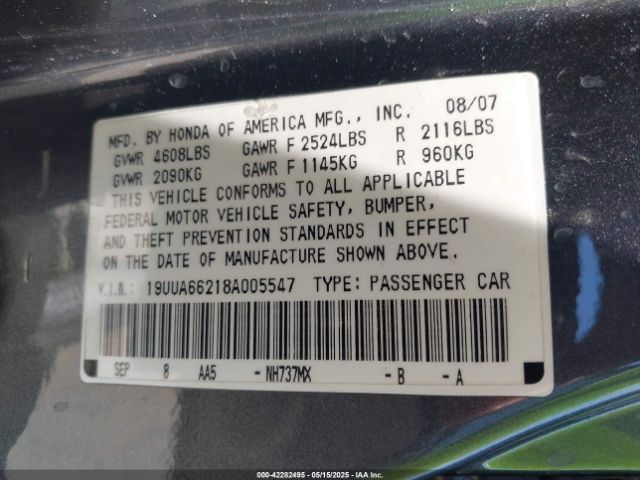 MFD. BY HONDA OF AMERICA MFG., INC. 08/07
GVWR 4608LBS GAWR F 2524LBS R 2116LBS
GVWR 2090KG GAWR F 1145KG R 960KG
THIS VEHICLE CONFORMS TO ALL APPLICABLE
FEDERAL MOTOR VEHICLE SAFETY, BUMPER,
AND THEFT PREVENTION STANDARDS IN EFFECT
ON THE DATE OF MANUFACTURE SHOWN ABOVE.
V.I.N.: 19UUA66218A005547 TYPE: PASSENGER CAR
SEP 8 AA5 - NH737MX - B - A
000-42282495 - 05/15/2025 - IAA Inc.